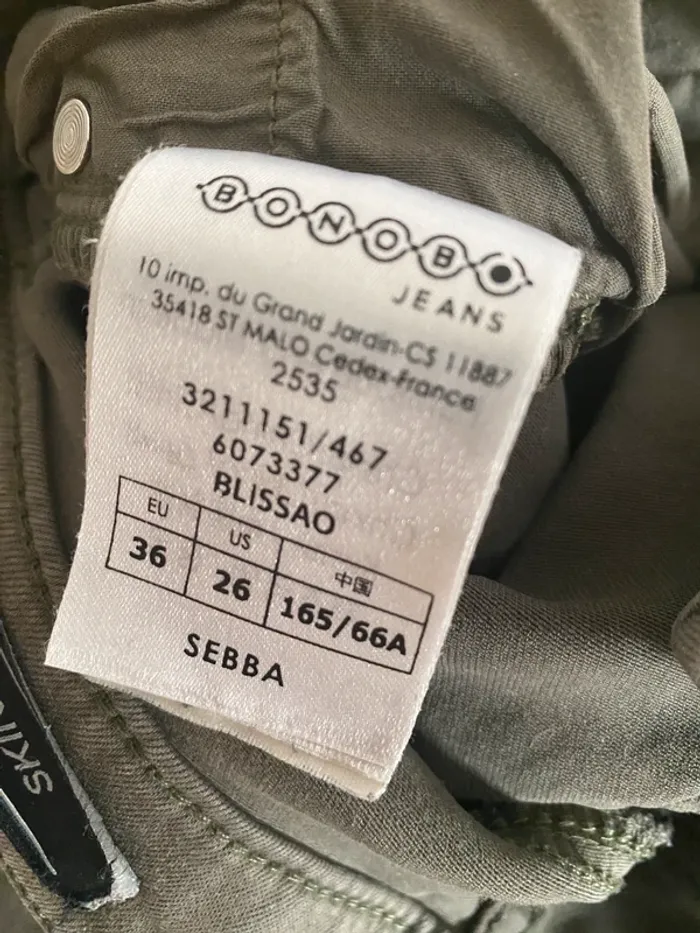 BONOBO
JEANS
10 imp. du Grand Jardin-CS 11887
35418 ST MALO Cedex-France
2535
3211151/467
6073377
BLISSAO
EU US 中国
36 26 165/66A
SEBBA